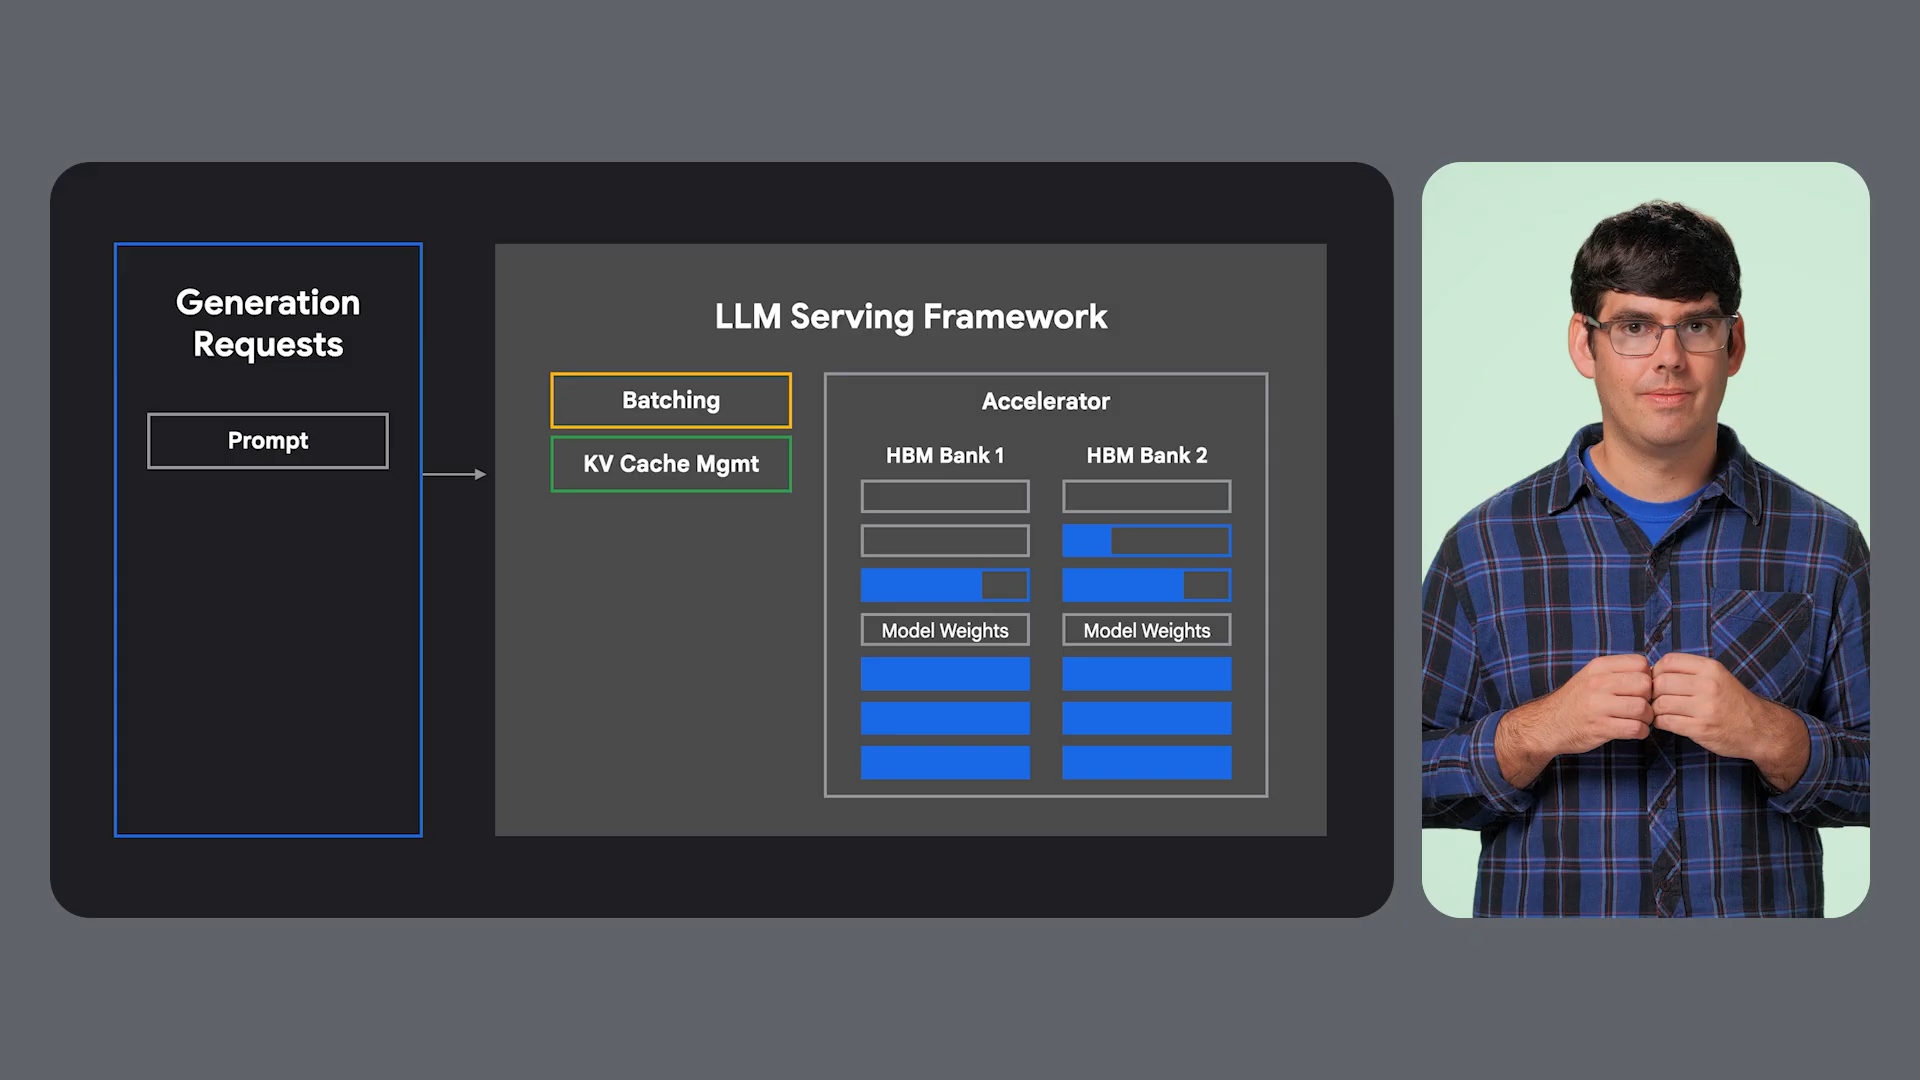 Generation
Requests
Prompt
LLM Serving Framework
Batching
KV Cache Mgmt
Accelerator
HBM Bank 1
HBM Bank 2
Model Weights
Model Weights